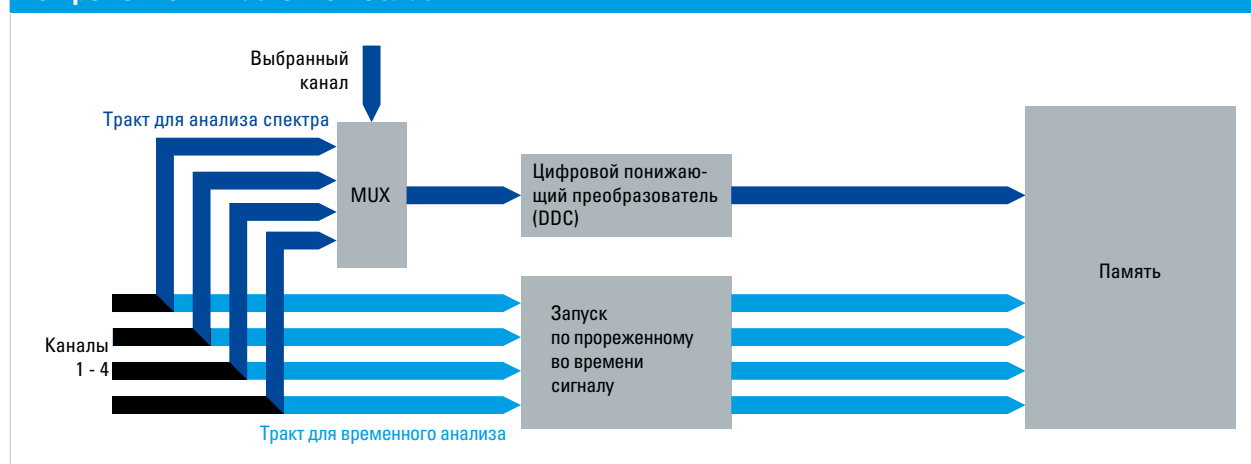 Выбранный
канал
Тракт для анализа спектра
MUX
Цифровой понижаю-
щий преобразователь
(DDC)
Память
Запуск
по прореженному
во времени
сигналу
Каналы
1 - 4
Тракт для временного анализа